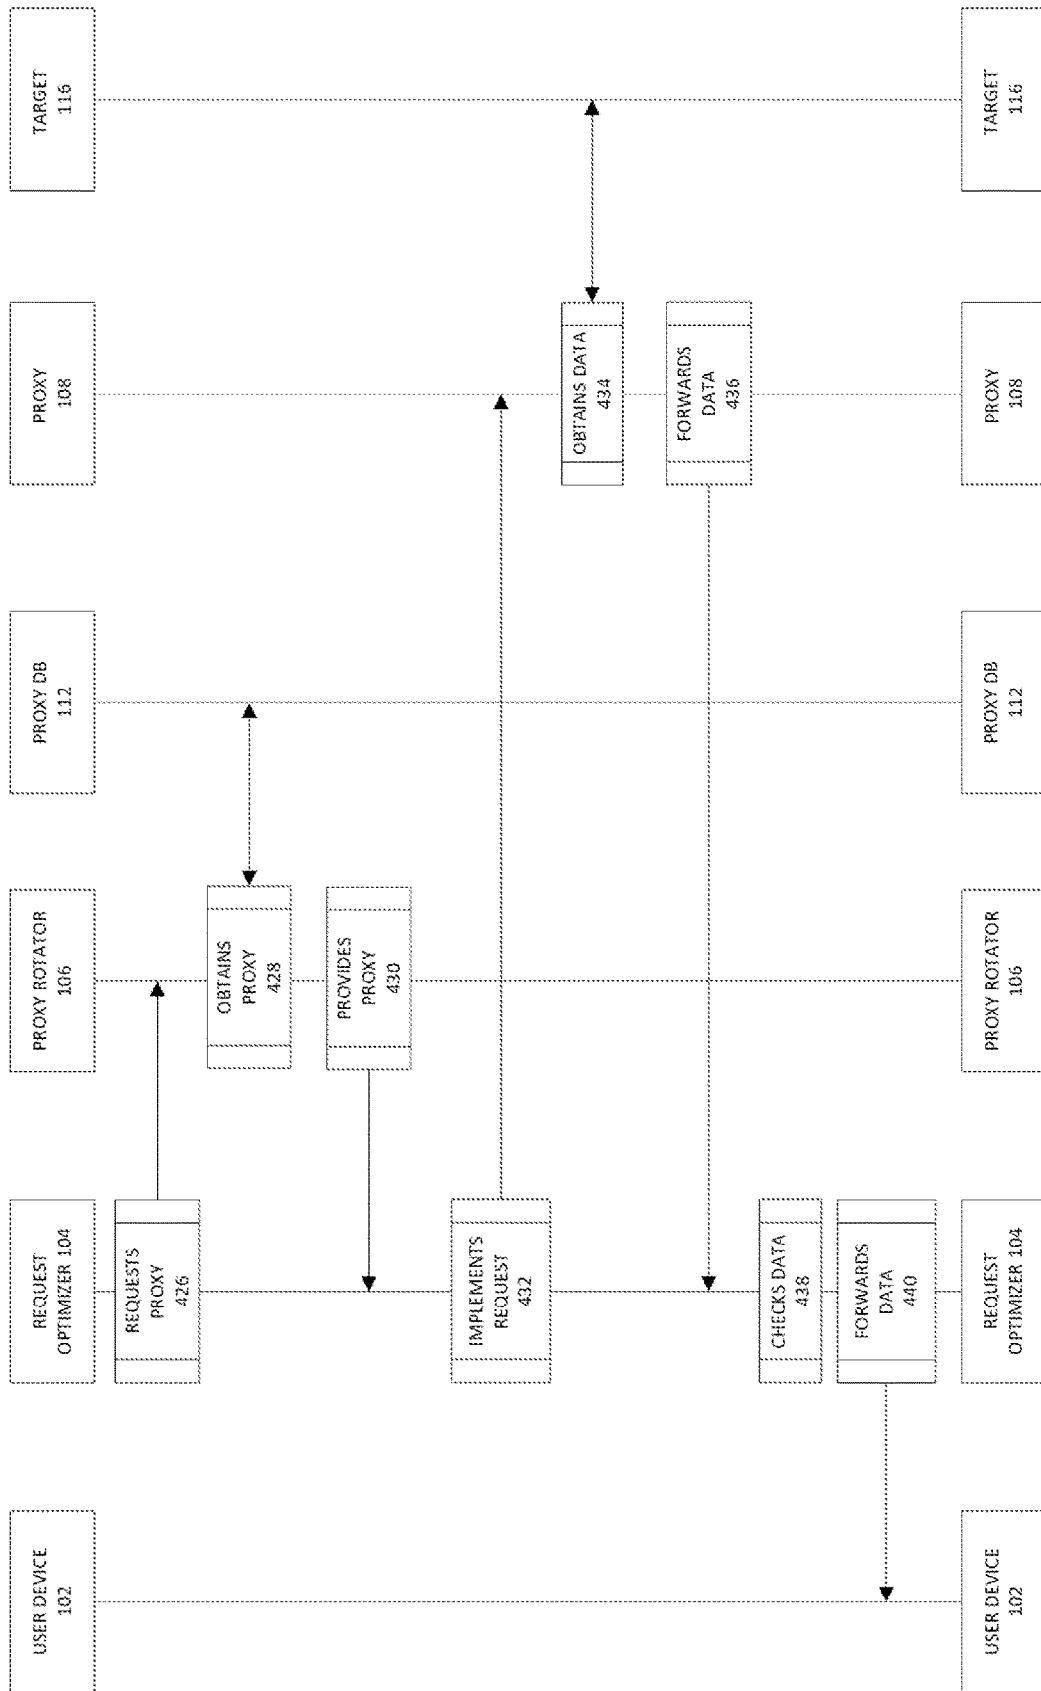 USER DEVICE
102
REQUEST
OPTIMIZER 104
PROXY ROTATOR
106
PROXY DB
112
PROXY
108
TARGET
116
REQUESTS
PROXY
426
OBTAINS
PROXY
428
PROVIDES
PROXY
430
IMPLEMENTS
REQUEST
432
OBTAINS DATA
434
FORWARDS
DATA
436
CHECKS DATA
438
FORWARDS
DATA
440
USER DEVICE
102
REQUEST
OPTIMIZER 104
PROXY ROTATOR
106
PROXY DB
112
PROXY
108
TARGET
116